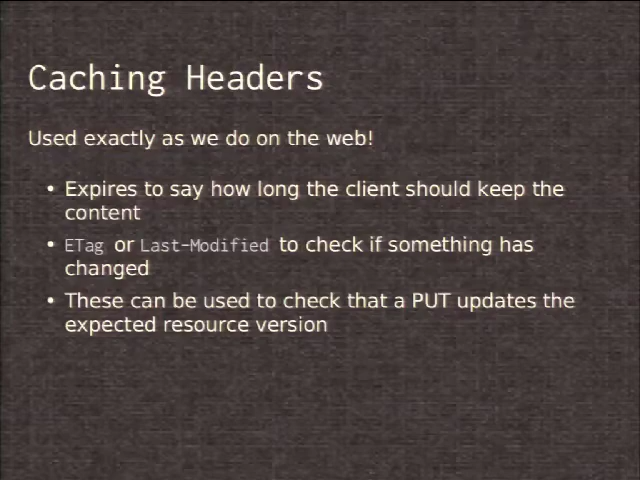 Caching Headers
Used exactly as we do on the web!
• Expires to say how long the client should keep the
content
• ETag or Last-Modified to check if something has
changed
• These can be used to check that a PUT updates the
expected resource version